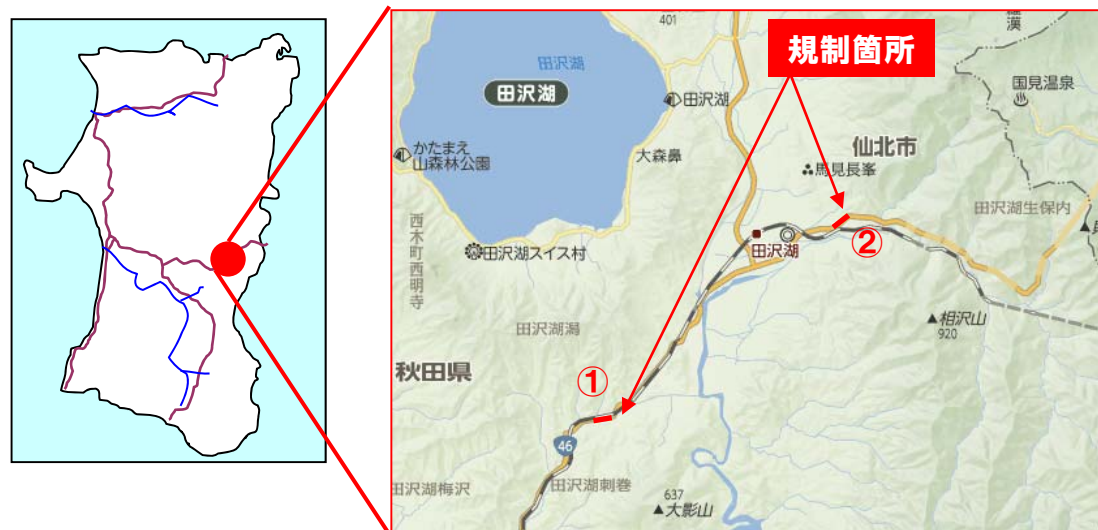 401
規制箇所
田沢湖
田沢湖
田沢湖
国見温泉
かたまえ
山森林公園
大森鼻
仙北市
馬見長峯
田沢湖生保内
西木町西明寺
田沢湖スイス村
田沢湖
②
相沢山
920
田沢湖潟
秋田県
①
46
田沢湖梅沢
田沢湖刺巻
637
大影山